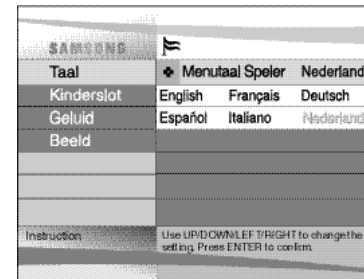 SAMSUNG
Taal
Menutaal Speler Nederland
Kinderslot
English Français Deutsch
Geluid
Español Italiano Nederland
Beeld
Instruction
Use UP/DOWN/LEFT/RIGHT to change the
setting. Press ENTER to confirm.